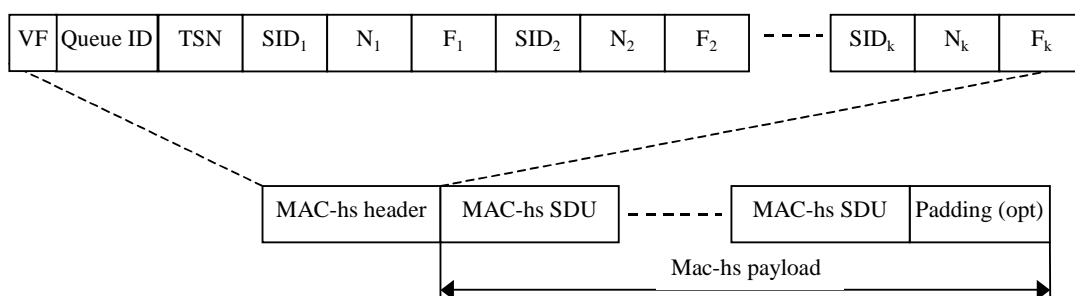 VF Queue ID TSN SID₁ N₁ F₁ SID₂ N₂ F₂ SIDₖ Nₖ Fₖ
MAC-hs header MAC-hs SDU MAC-hs SDU Padding (opt)
Mac-hs payload